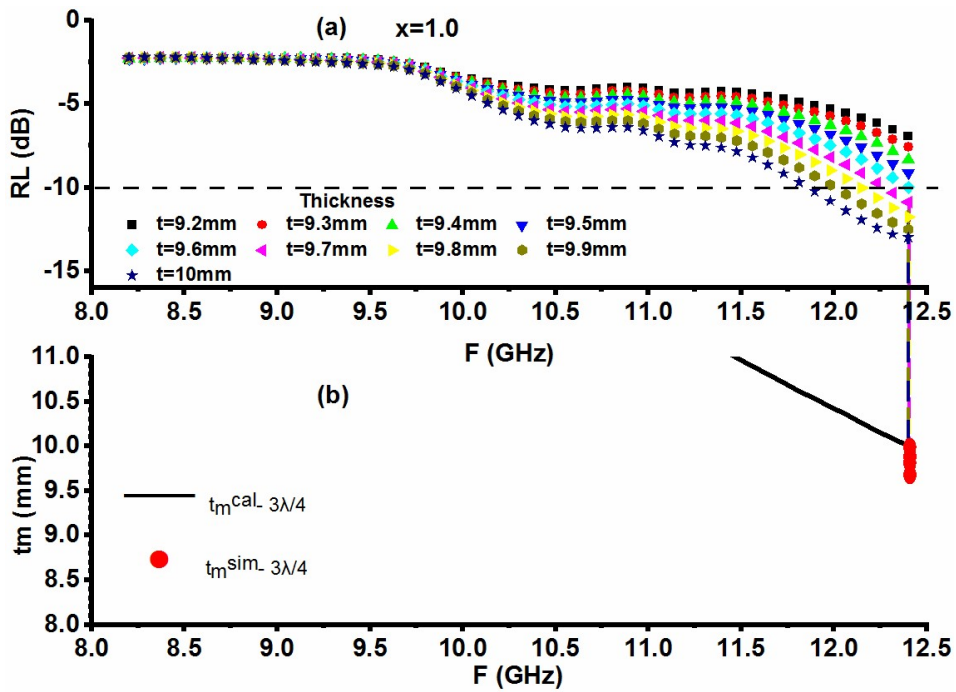 (a) x=1.0
RL (dB)
0
-5
-10
-15
Thickness
t=9.2mm t=9.3mm t=9.4mm t=9.5mm
t=9.6mm t=9.7mm t=9.8mm t=9.9mm
t=10mm
8.0 8.5 9.0 9.5 10.0 10.5 11.0 11.5 12.0 12.5
F (GHz)
(b)
tm (mm)
11.0
10.5
10.0
9.5
9.0
8.5
8.0
tmcal- 3λ/4
tmsim- 3λ/4
8.0 8.5 9.0 9.5 10.0 10.5 11.0 11.5 12.0 12.5
F (GHz)